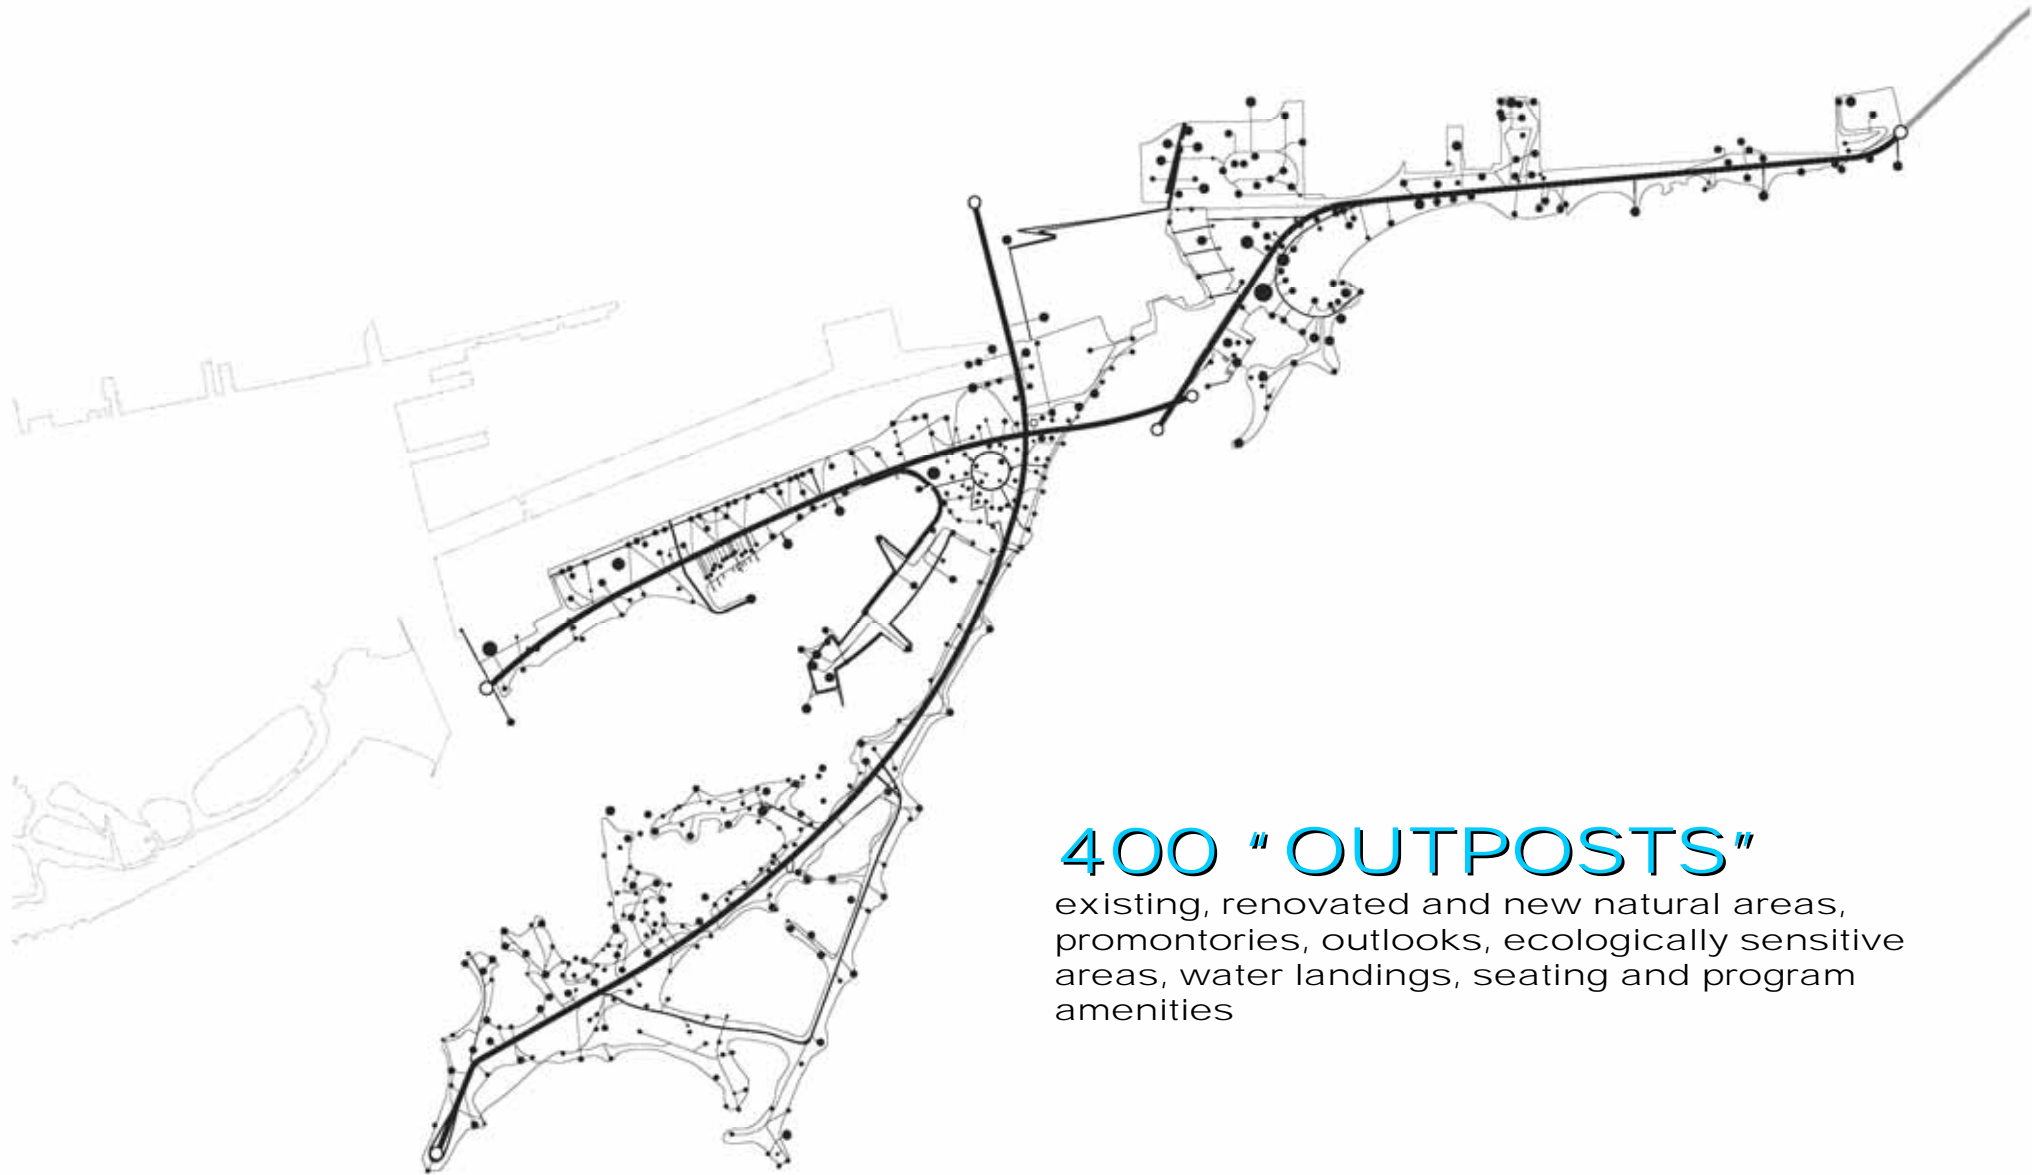 400 “OUTPOSTS”
existing, renovated and new natural areas,
promontories, outlooks, ecologically sensitive
areas, water landings, seating and program
amenities